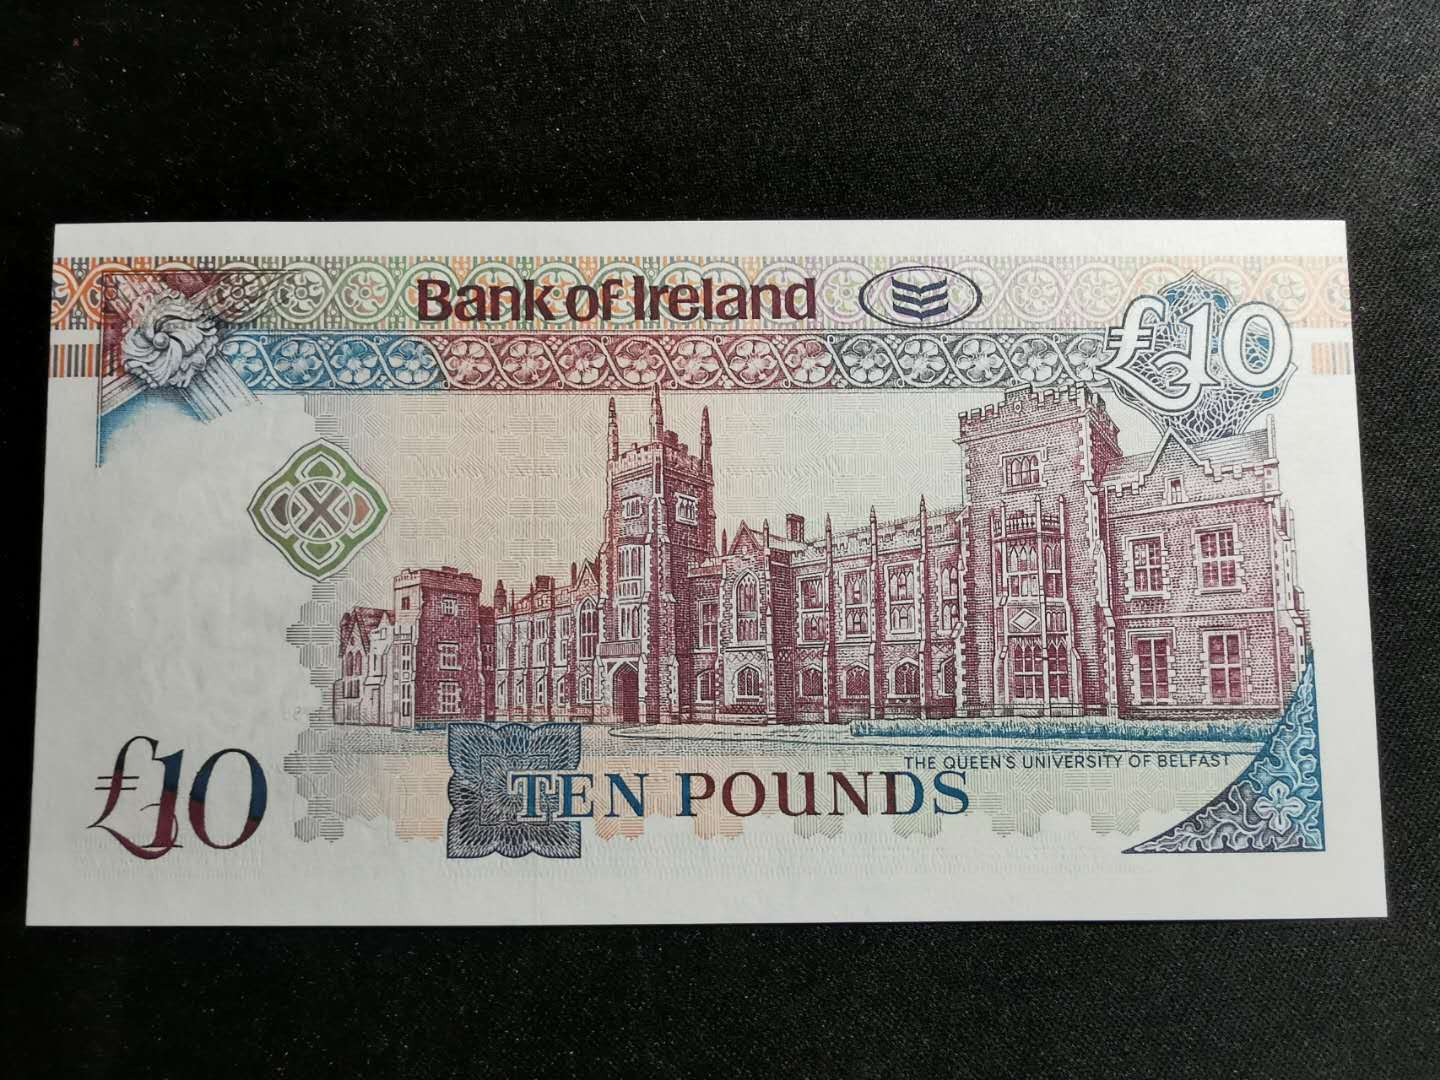 Bank of Ireland
£10
THE QUEEN'S UNIVERSITY OF BELFAST
£10
TEN POUNDS